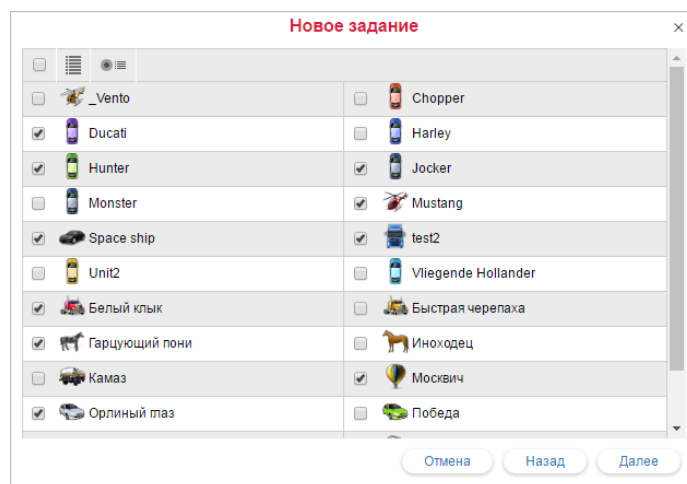 Новое задание
_Vento Chopper
Ducati Harley
Hunter Jocker
Monster Mustang
Space ship test2
Unit2 Vliegende Hollander
Белый клык Быстрая черепаха
Гарцующий пони Иноходец
Камаз Москвич
Орлиный глаз Победа
Отмена Назад Далее